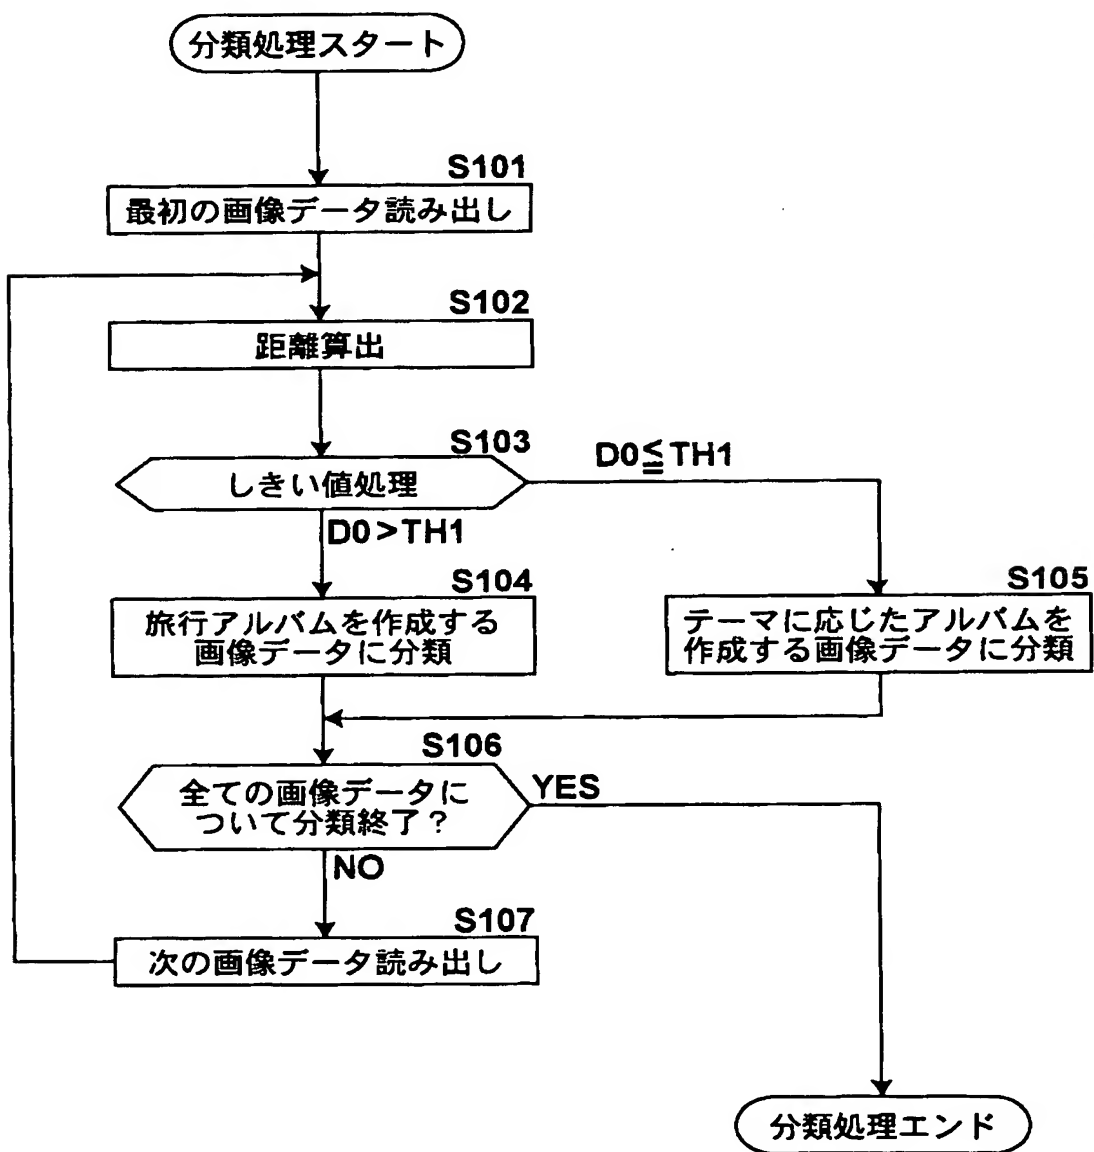 分類処理スタート
S101
最初の画像データ読み出し
S102
距離算出
S103
しきい値処理
D0≦TH1
D0>TH1
S104
旅行アルバムを作成する
画像データに分類
S105
テーマに応じたアルバムを
作成する画像データに分類
S106
全ての画像データに
ついて分類終了?
YES
NO
S107
次の画像データ読み出し
分類処理エンド